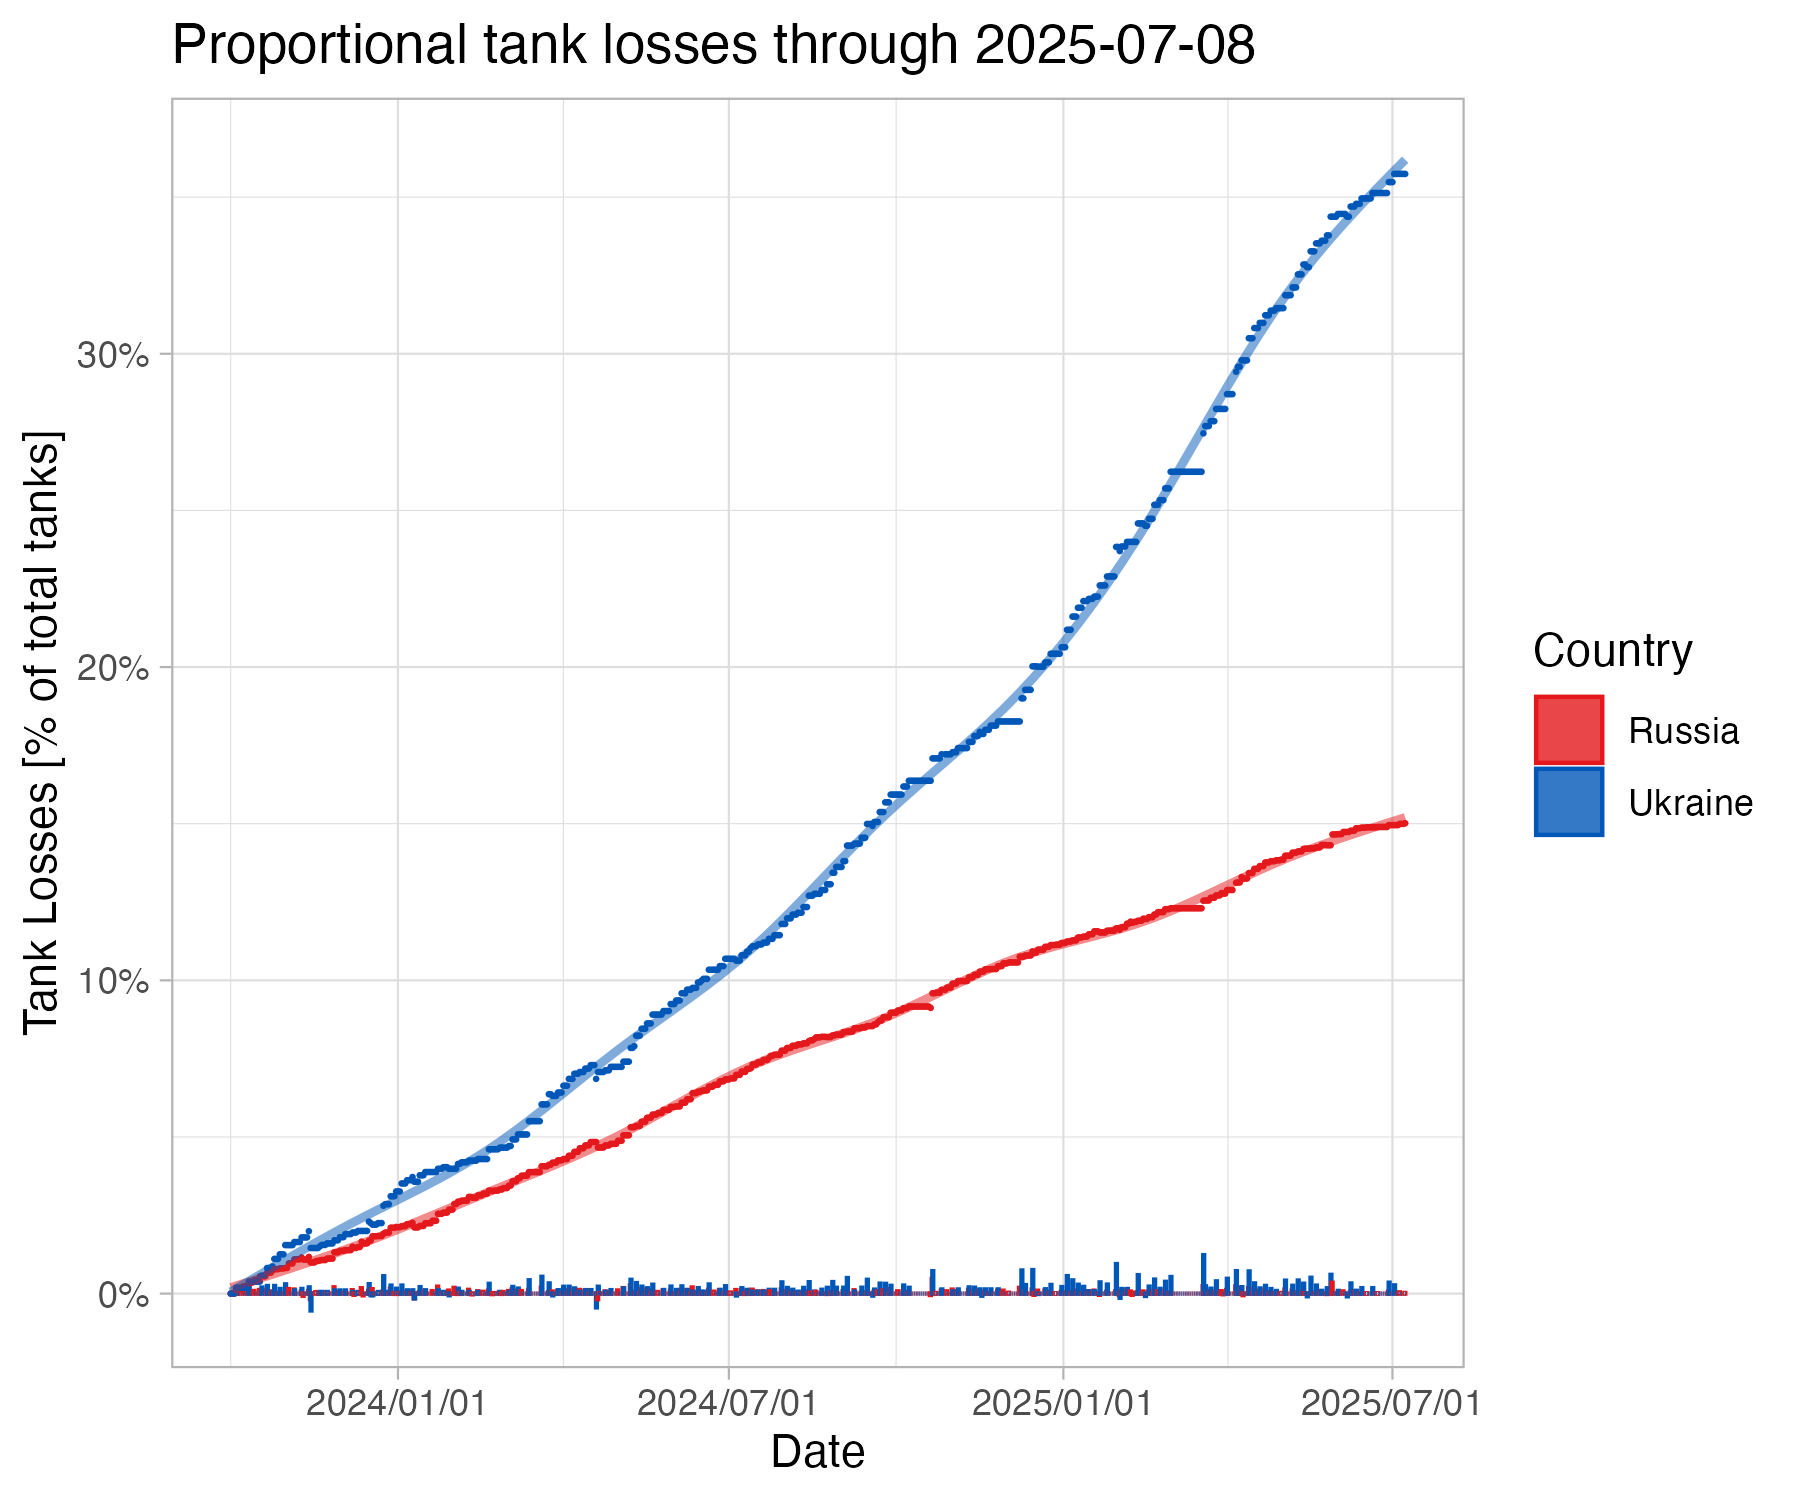 Proportional tank losses through 2025-07-08
Tank Losses [% of total tanks]
30%
20%
10%
0%
2024/01/01
2024/07/01
2025/01/01
2025/07/01
Date
Country
Russia
Ukraine